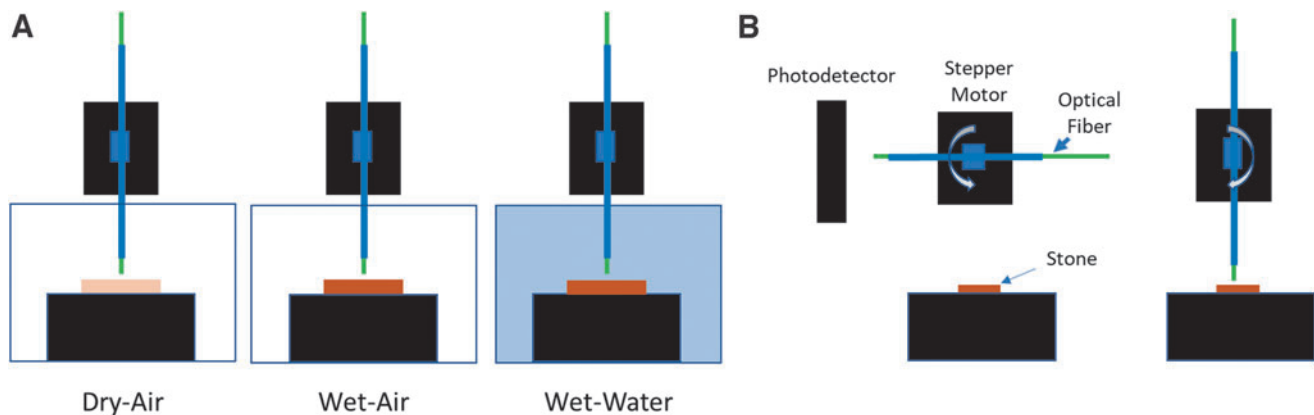 A
Dry-Air
Wet-Air
Wet-Water
B
Photodetector
Stepper
Motor
Optical
Fiber
Stone